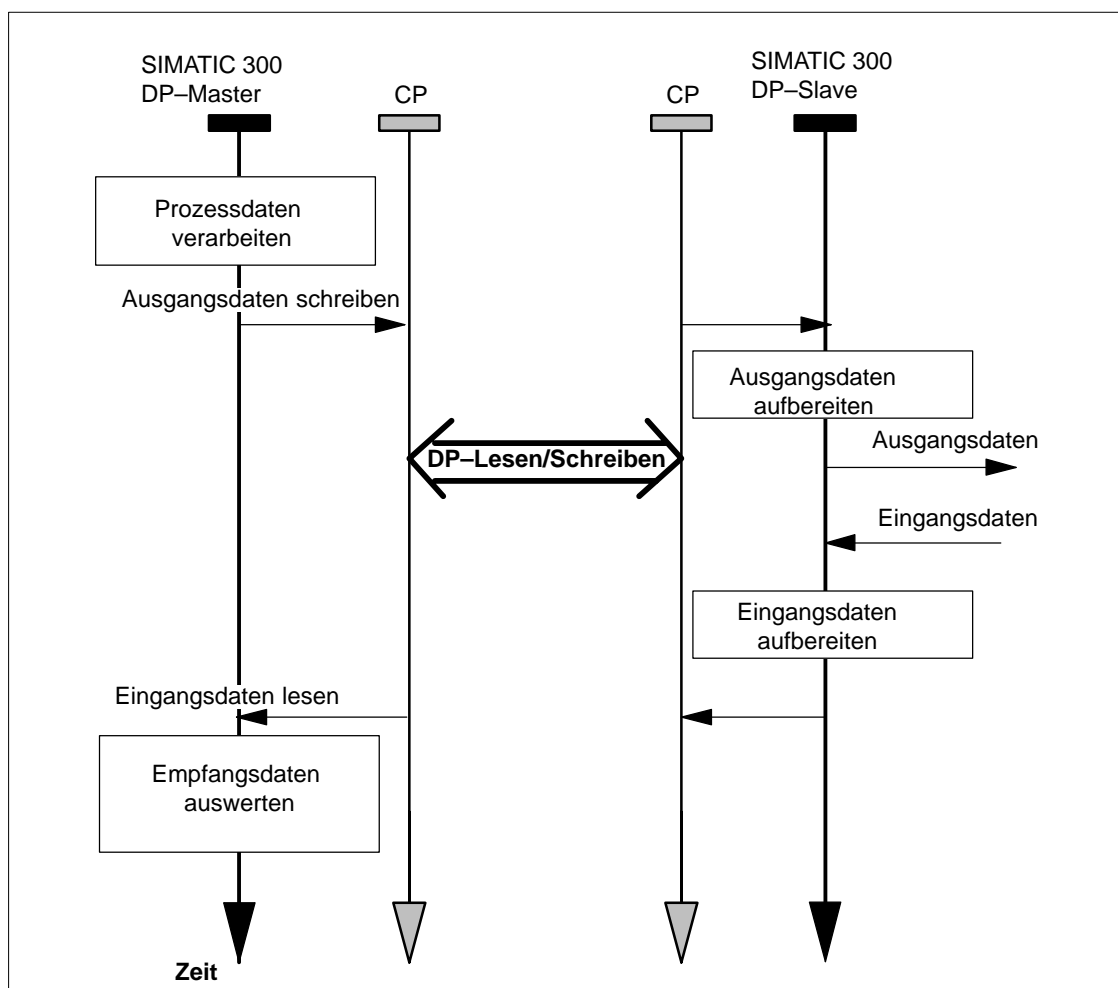 SIMATIC 300
DP–Master
CP
CP
SIMATIC 300
DP–Slave
Prozessdaten
verarbeiten
Ausgangsdaten schreiben
Ausgangsdaten
aufbereiten
DP–Lesen/Schreiben
Ausgangsdaten
Eingangsdaten
Eingangsdaten
aufbereiten
Eingangsdaten lesen
Empfangsdaten
auswerten
Zeit